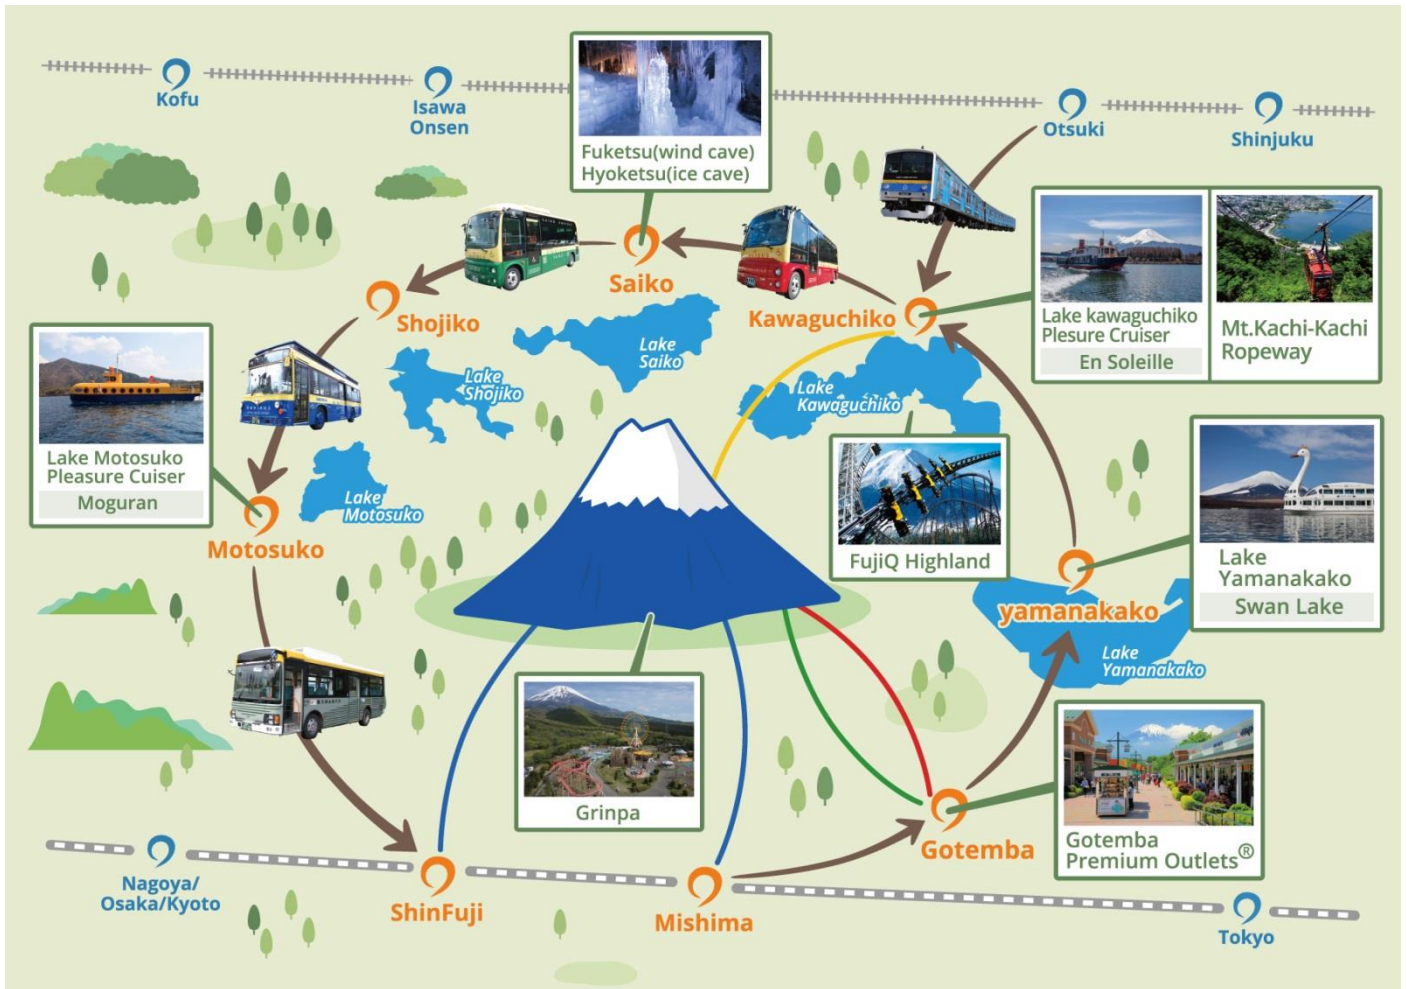 Kofu
Isawa
Onsen
Fuketsu(wind cave)
Hyoketsu(ice cave)
Otsuki
Shinjuku
Saiko
Shojiko
Kawaguchiko
Lake kawaguchiko
Plesure Cruiser
En Soleille
Mt.Kachi-Kachi
Ropeway
Lake Motosuko
Pleasure Cuiser
Moguran
Lake
Saiko
Lake
Shojiko
Lake
Kawaguchiko
Lake
Motosuko
Motosuko
FujiQ Highland
Lake
Yamanakako
Swan Lake
yamanakako
Lake
Yamanakako
Grinpa
Gotemba
Gotemba
Premium Outlets®
Nagoya/
Osaka/Kyoto
ShinFuji
Mishima
Tokyo